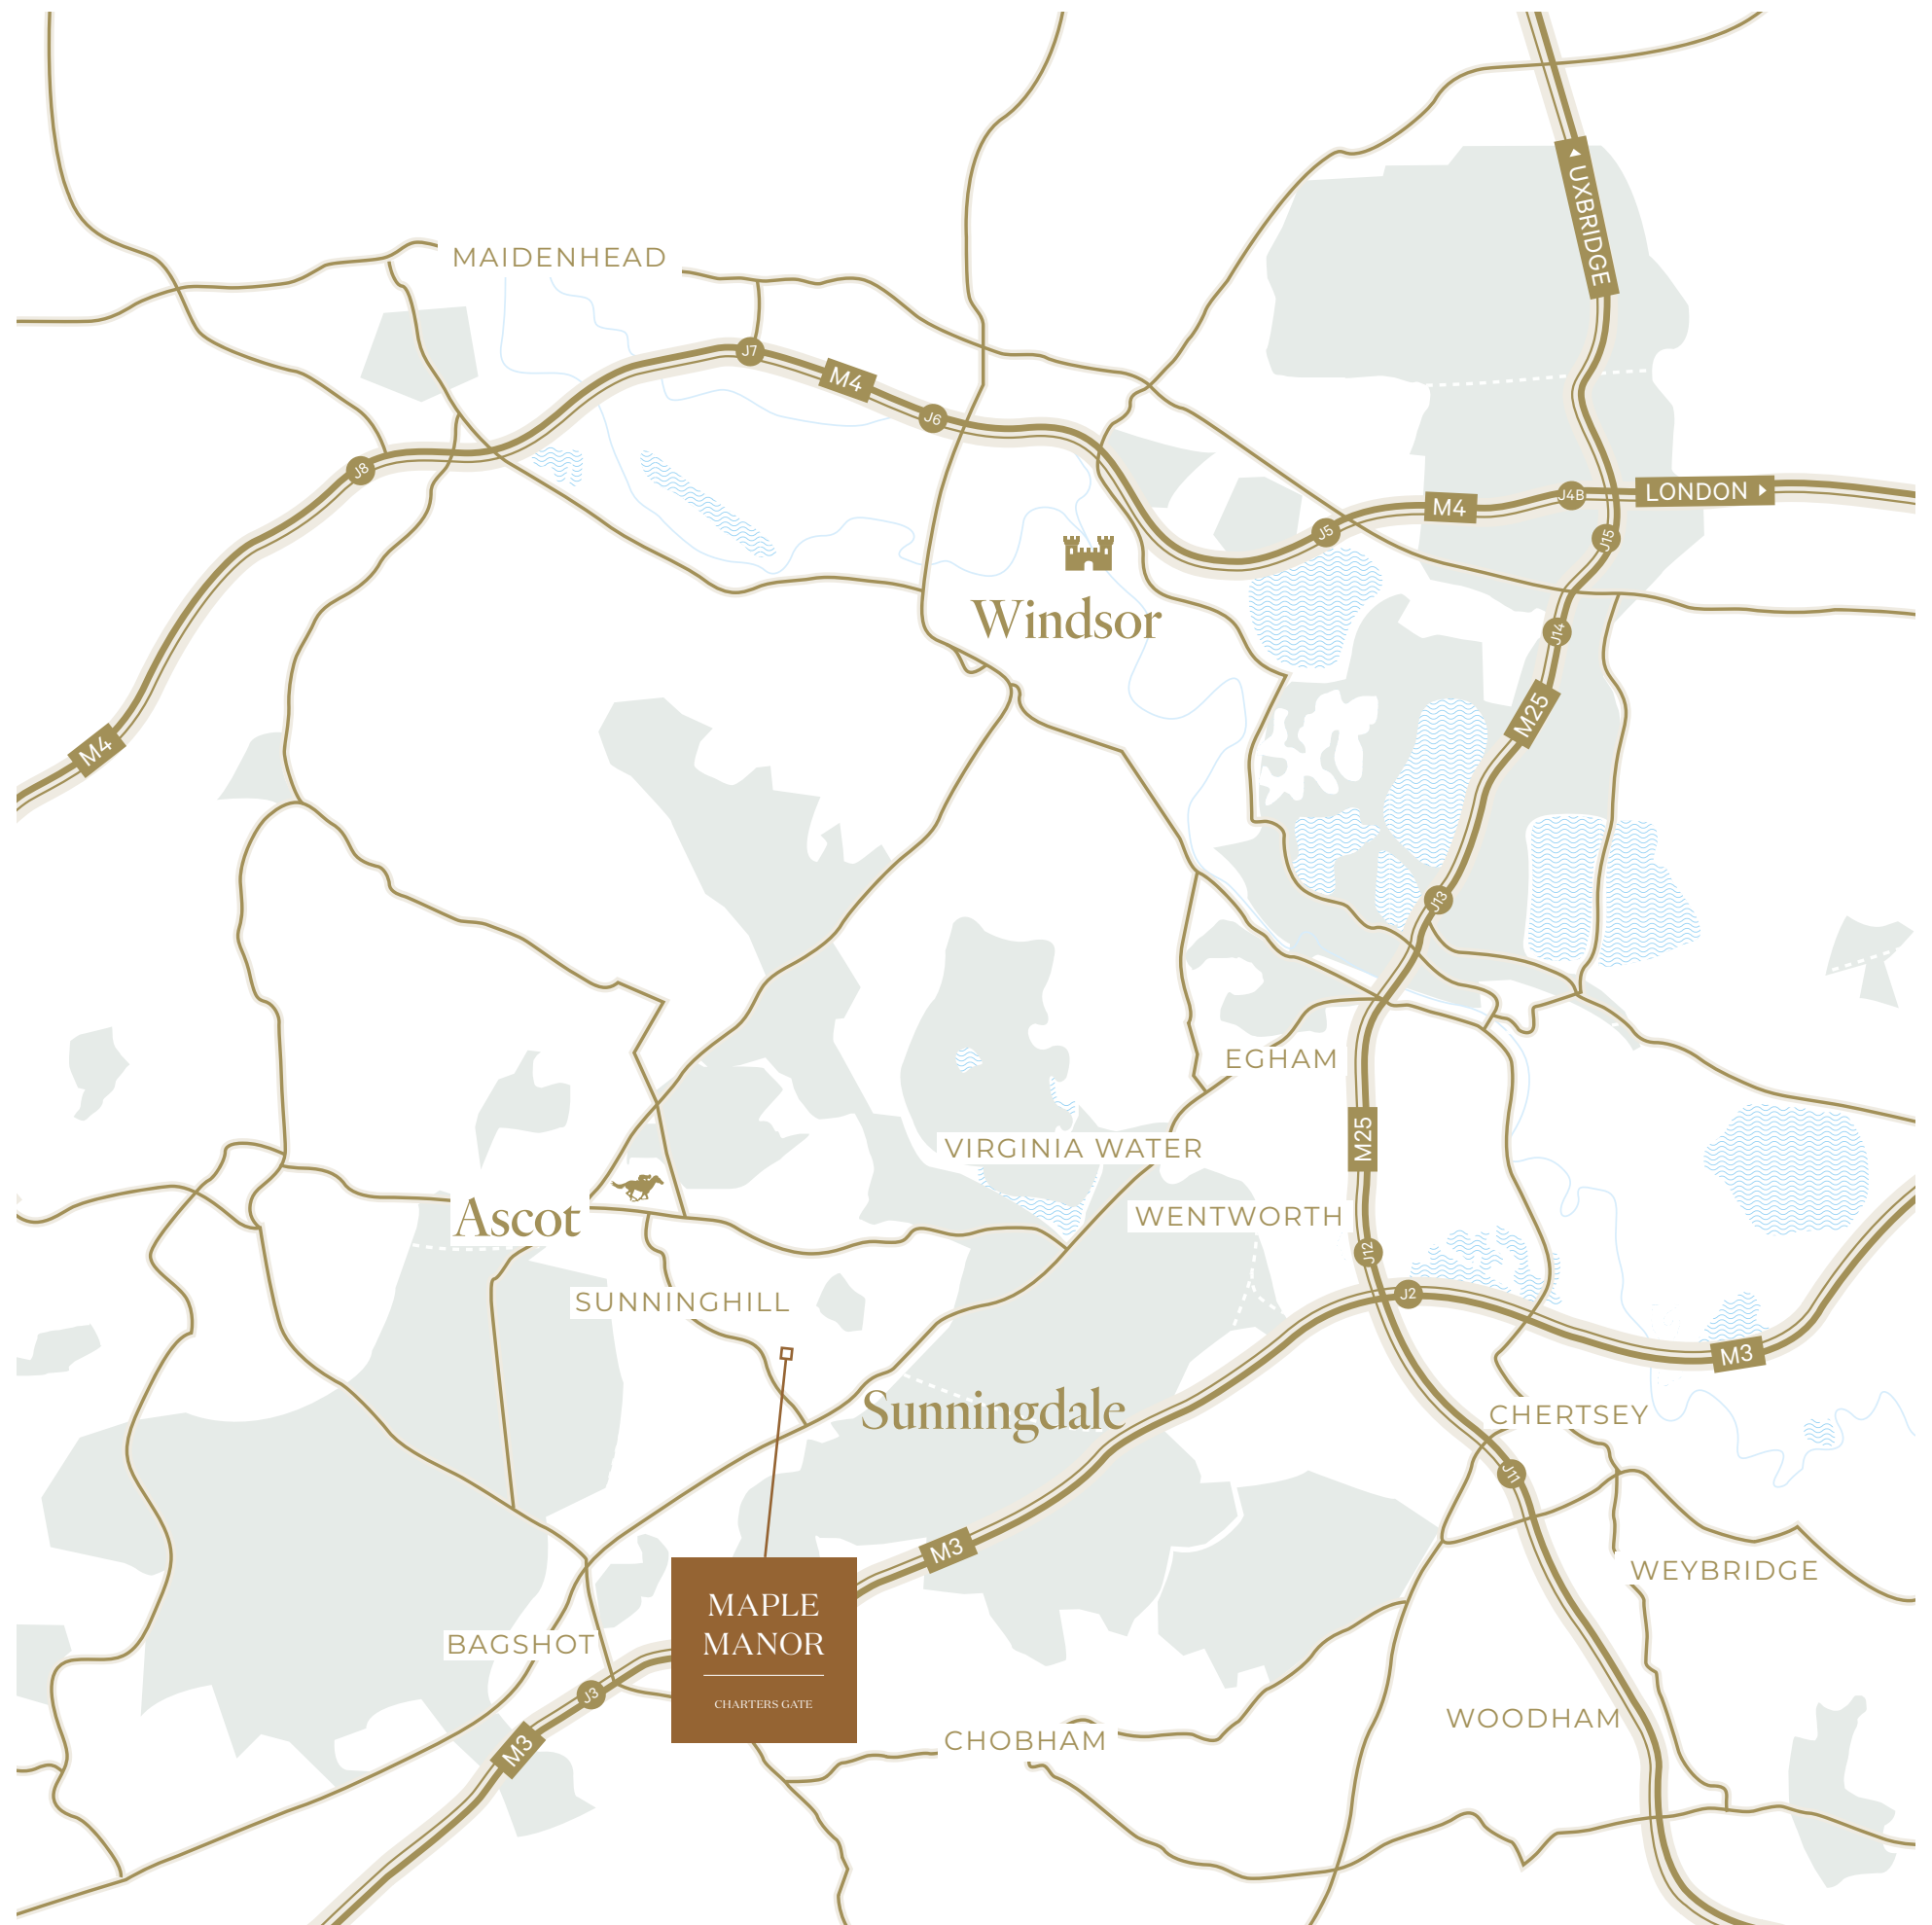 UXBRIDGE
MAIDENHEAD
J7
M4
J6
J8
M4
J4B
LONDON
J5
J15
Windsor
J14
M25
M4
J13
EGHAM
M25
VIRGINIA WATER
WENTWORTH
Ascot
J12
SUNNINGHILL
J2
M3
Sunningdale
CHERTSEY
J11
M3
WEYBRIDGE
MAPLE
MANOR
CHARTERS GATE
BAGSHOT
J3
M3
WOODHAM
CHOBHAM